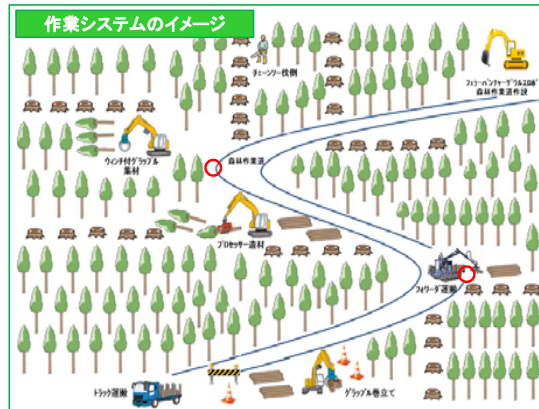 作業システムのイメージ
チェーンソー伐倒
フェラーバンチャーザウルスロボ
森林作業道作設
ウィンチ付グラップル
集材
森林作業道
プロセッサー造材
フォワーダ運搬
トラック運搬
グラップル巻立て